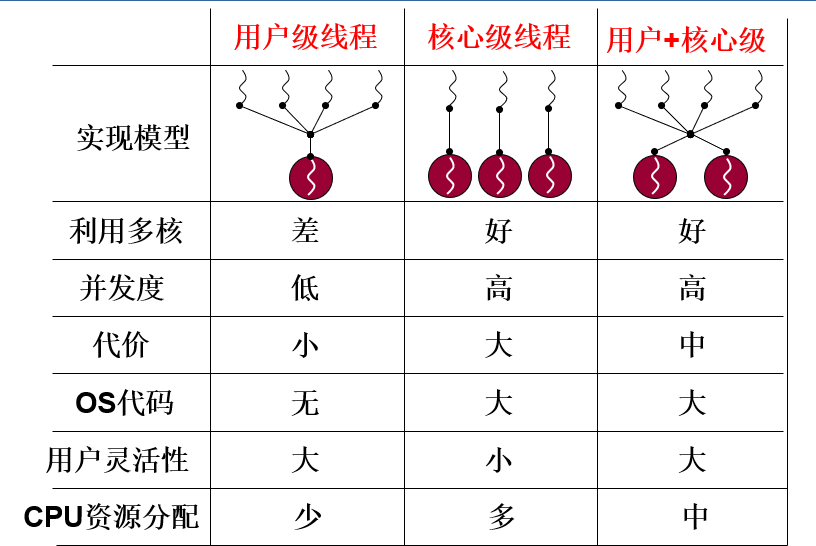 用户级线程 核心级线程 用户+核心级
实现模型
利用多核 差 好 好
并发度 低 高 高
代价 小 大 中
OS代码 无 大 大
用户灵活性 大 小 大
CPU资源分配 少 多 中